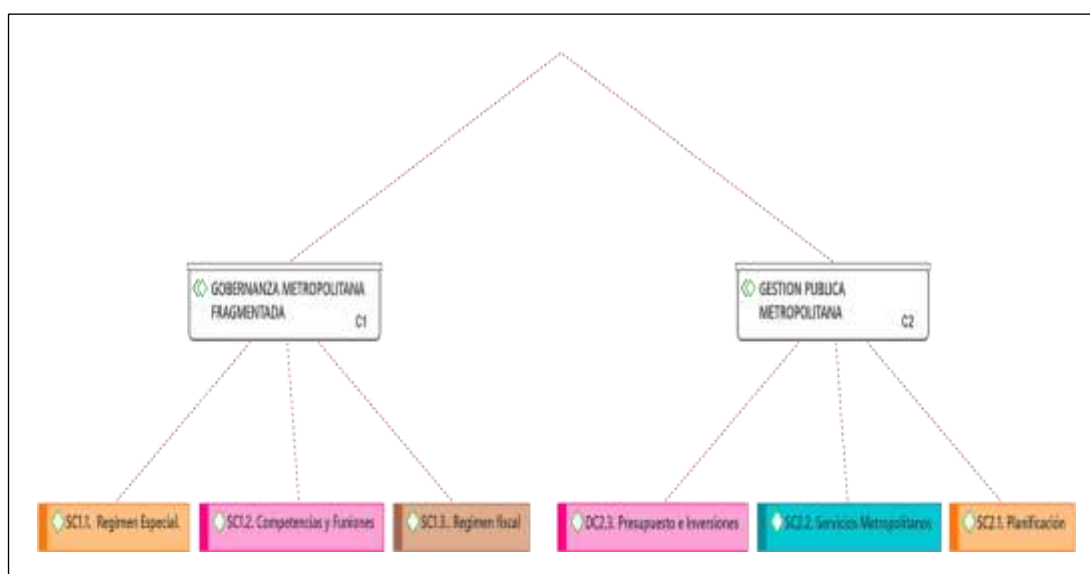 GOBERNANZA METROPOLITANA
FRAGMENTADA
C1
GESTION PUBLICA
METROPOLITANA
C2
SC1.1. Regimen Especial.
SC1.2. Competencias y Funiones
SC1.3.. Regimen fiscal
DC2.3. Presupuesto e Inversiones
SC2.2. Servicios Metropolitanos
SC2.1. Planificación